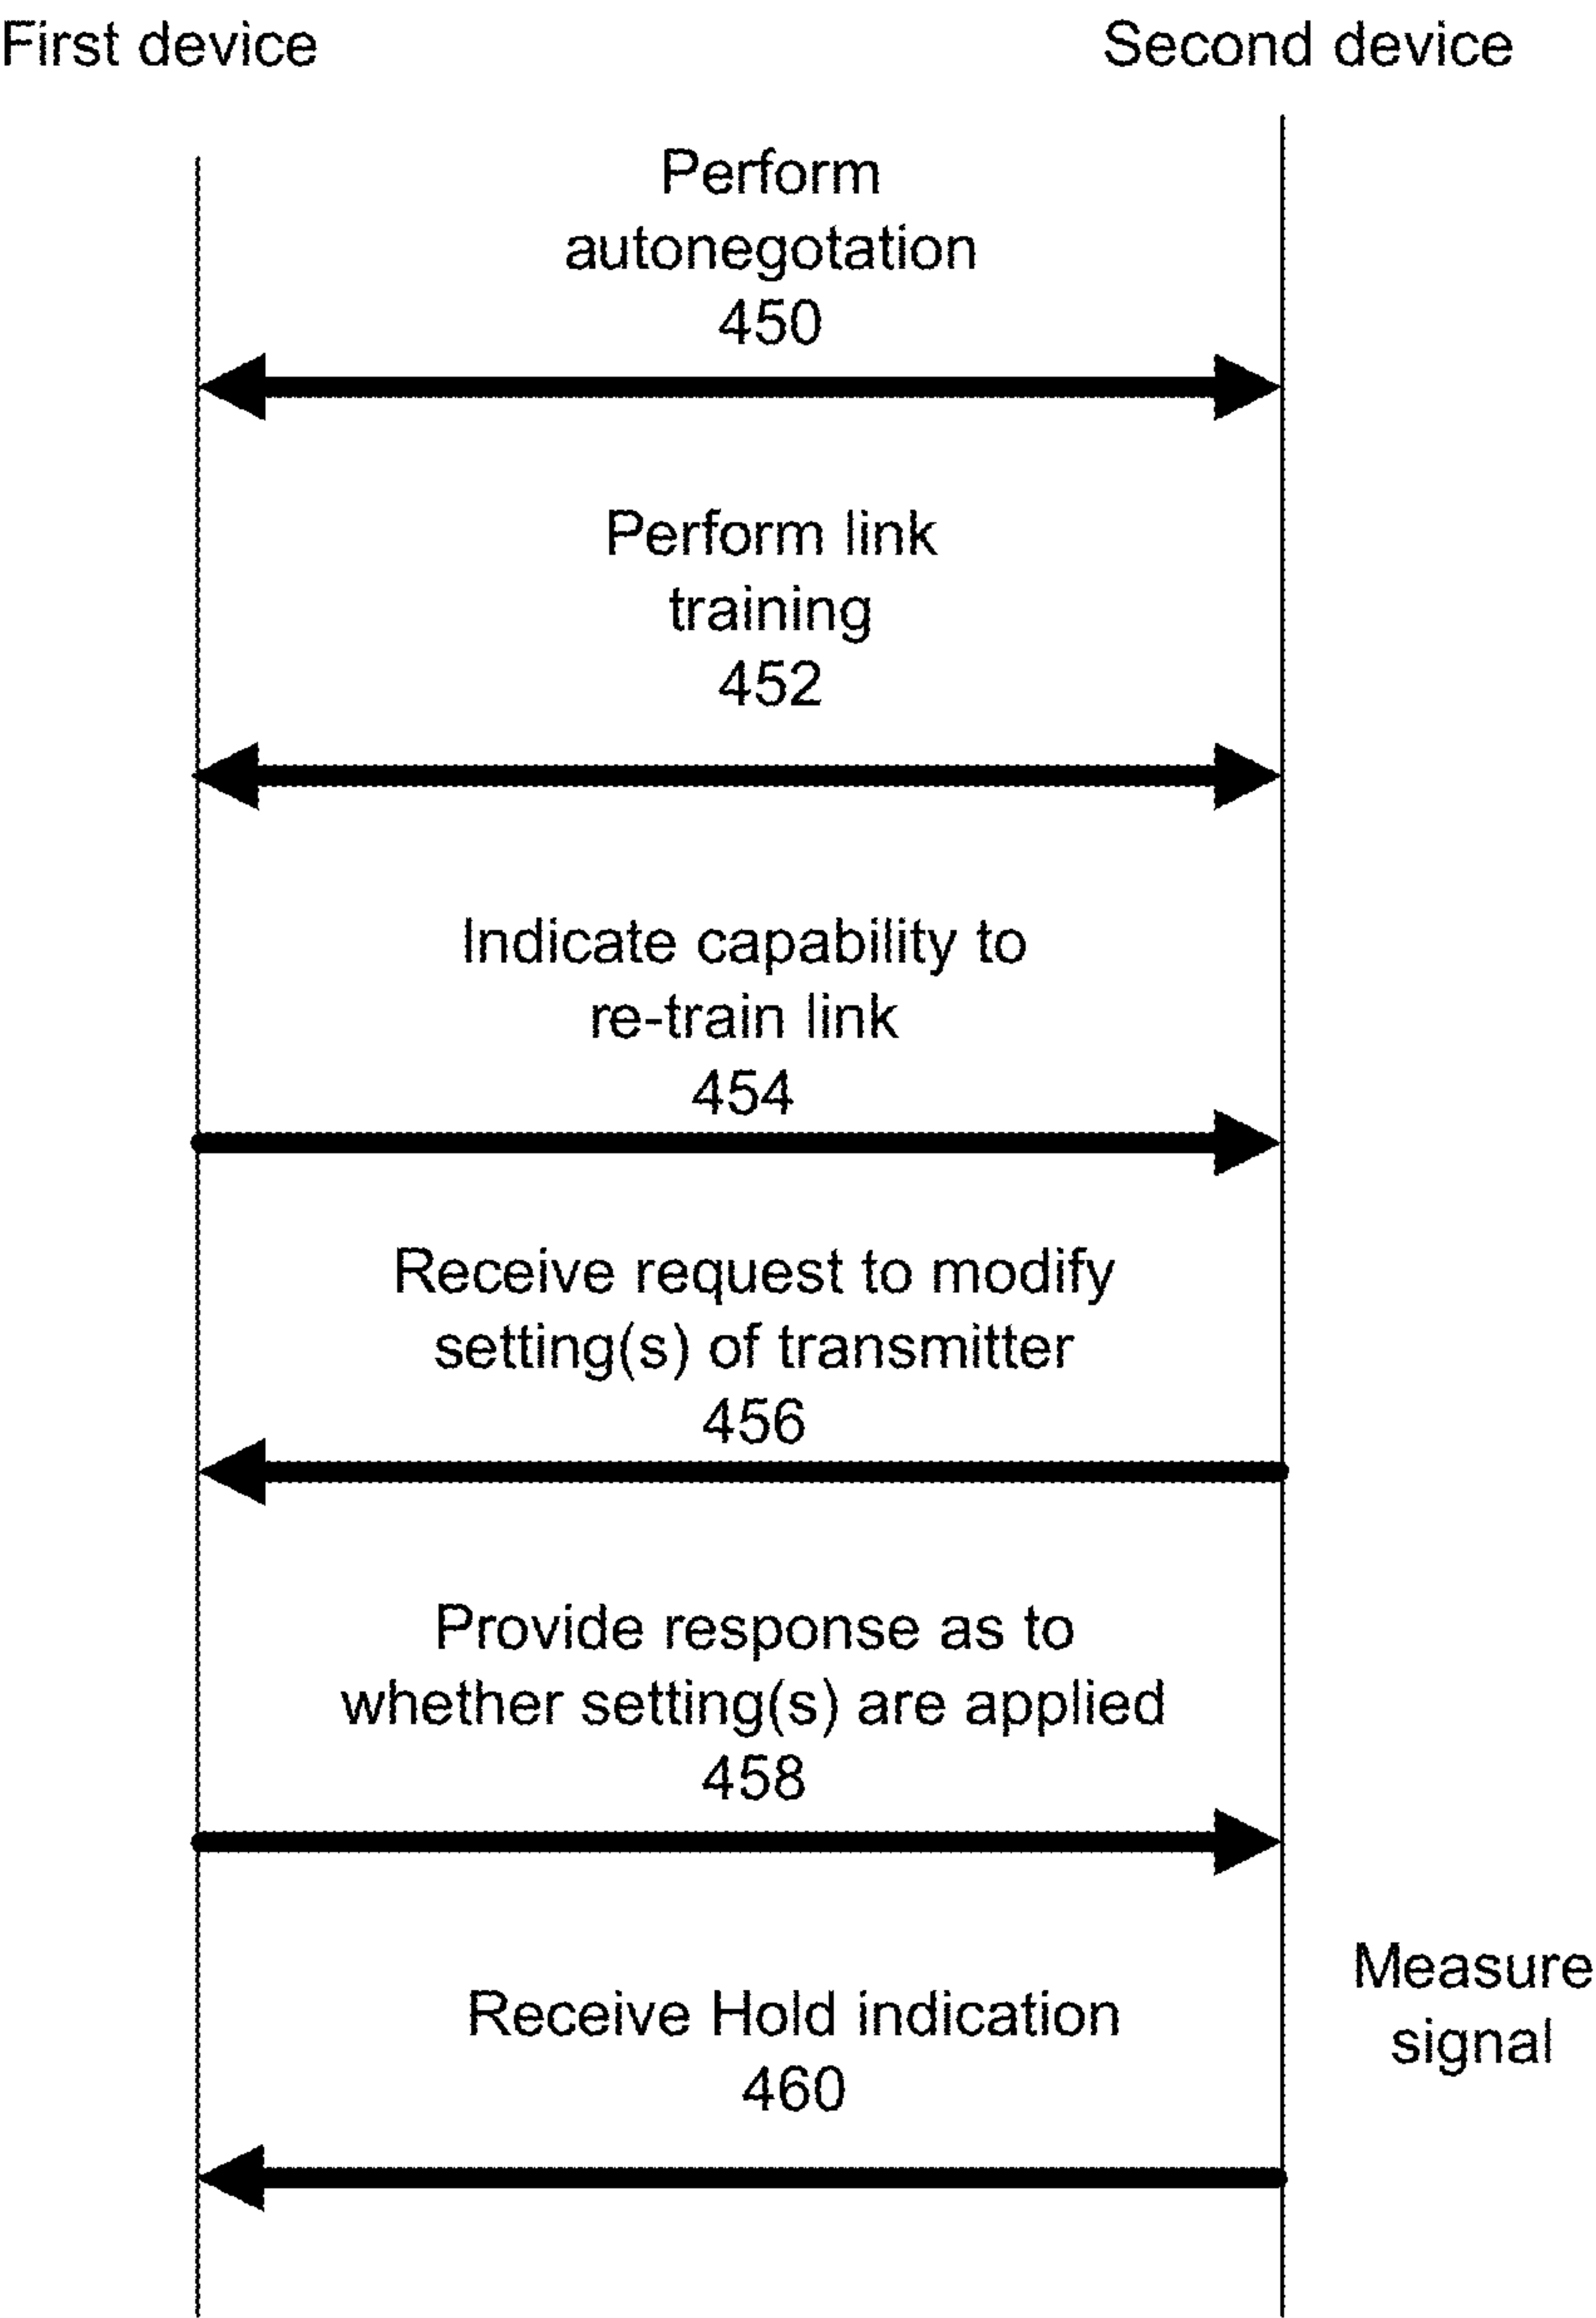 First device
Second device
Perform
autonegotation
450
Perform link
training
452
Indicate capability to
re-train link
454
Receive request to modify
setting(s) of transmitter
456
Provide response as to
whether setting(s) are applied
458
Measure
signal
Receive Hold indication
460